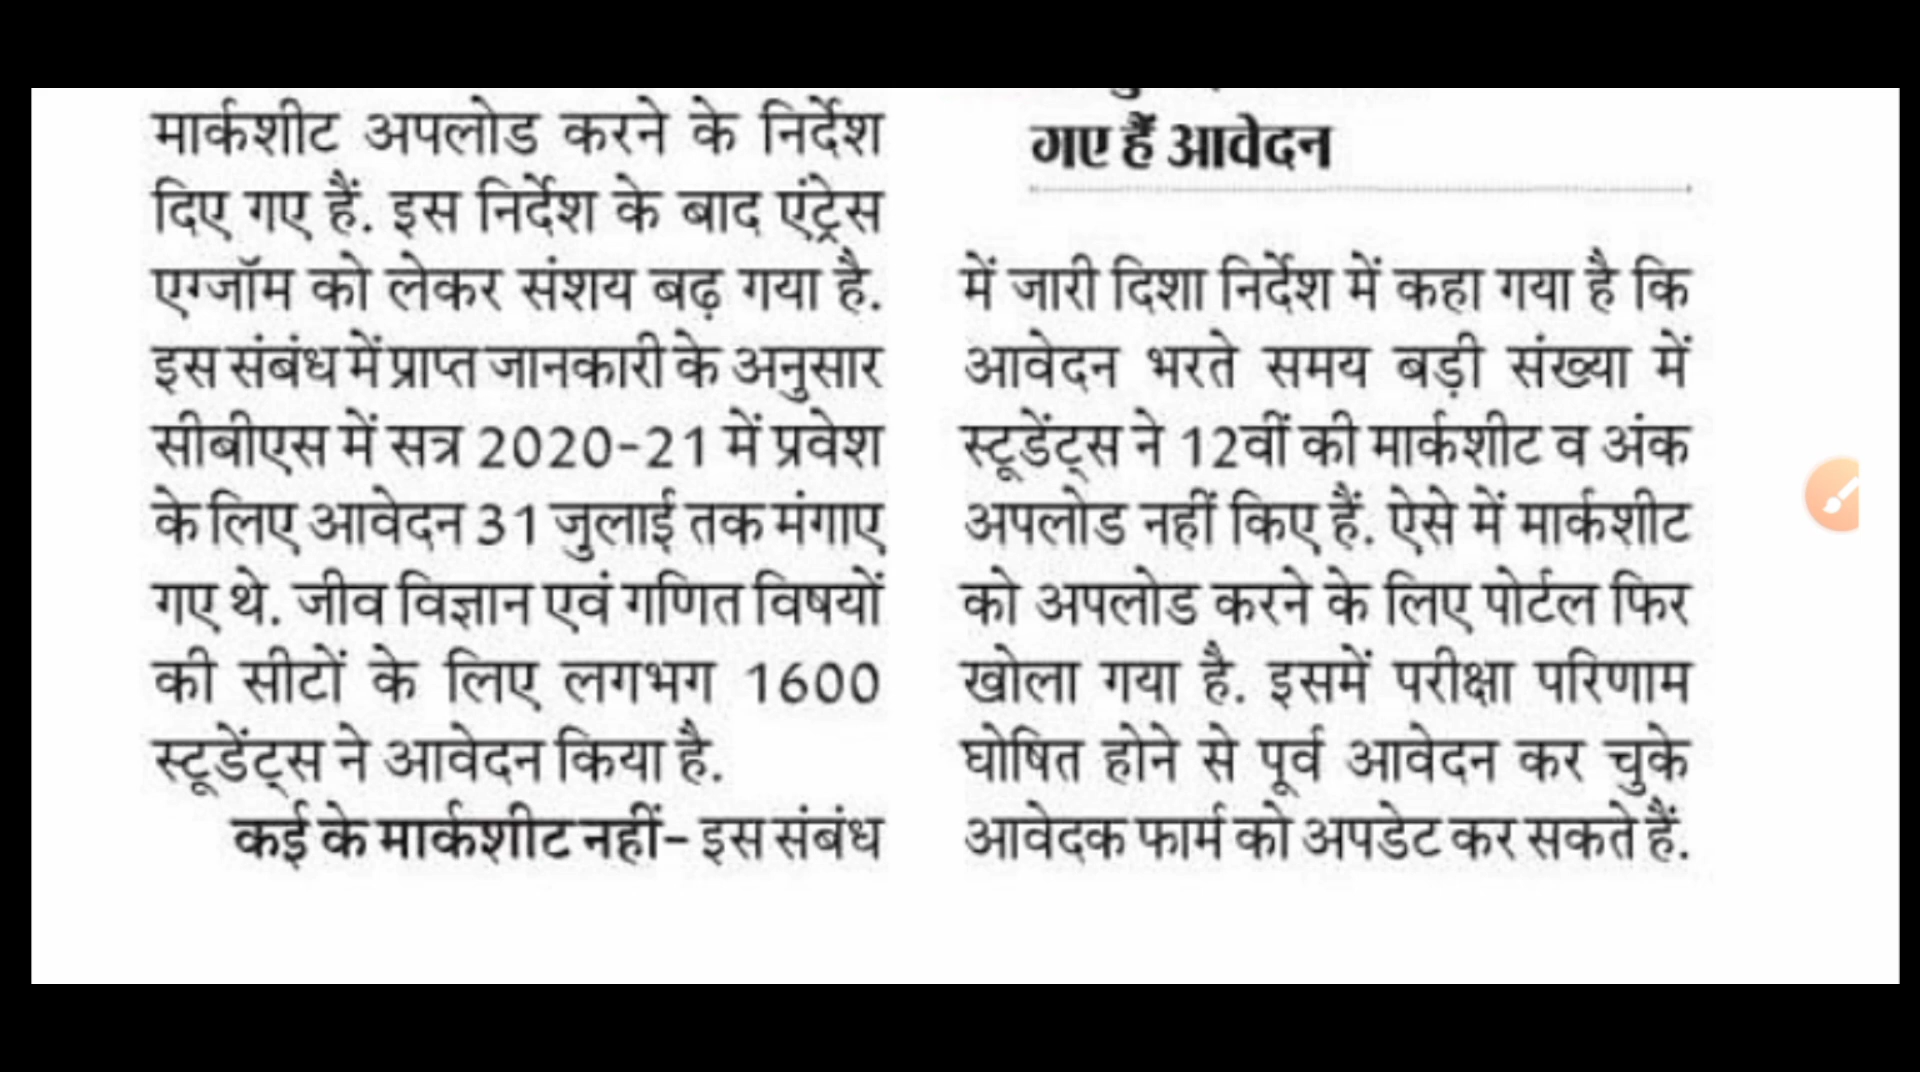 मार्कशीट अपलोड करने के निर्देश
दिए गए हैं. इस निर्देश के बाद एंट्रेस
एग्जॉम को लेकर संशय बढ़ गया है.
इस संबंध में प्राप्त जानकारी के अनुसार
सीबीएस में सत्र 2020-21 में प्रवेश
के लिए आवेदन 31 जुलाई तक मंगाए
गए थे. जीव विज्ञान एवं गणित विषयों
की सीटों के लिए लगभग 1600
स्टूडेंट्स ने आवेदन किया है.
कई के मार्कशीट नहीं- इस संबंध
गए हैं आवेदन
में जारी दिशा निर्देश में कहा गया है कि
आवेदन भरते समय बड़ी संख्या में
स्टूडेंट्स ने 12वीं की मार्कशीट व अंक
अपलोड नहीं किए हैं. ऐसे में मार्कशीट
को अपलोड करने के लिए पोर्टल फिर
खोला गया है. इसमें परीक्षा परिणाम
घोषित होने से पूर्व आवेदन कर चुके
आवेदक फार्म को अपडेट कर सकते हैं.